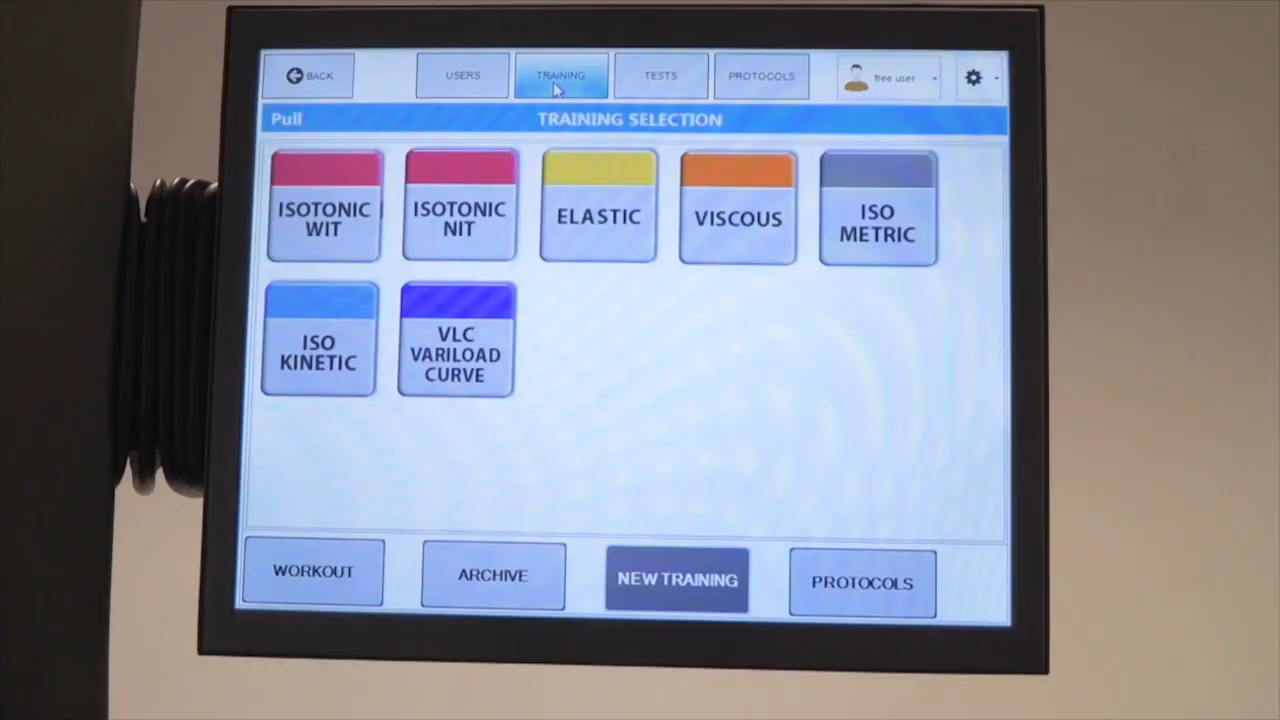 BACK
USERS
TRAINING
TESTS
PROTOCOLS
free user
Pull
TRAINING SELECTION
ISOTONIC
WIT
ISOTONIC
NIT
ELASTIC
VISCOUS
ISO
METRIC
ISO
KINETIC
VLC
VARILOAD
CURVE
WORKOUT
ARCHIVE
NEW TRAINING
PROTOCOLS